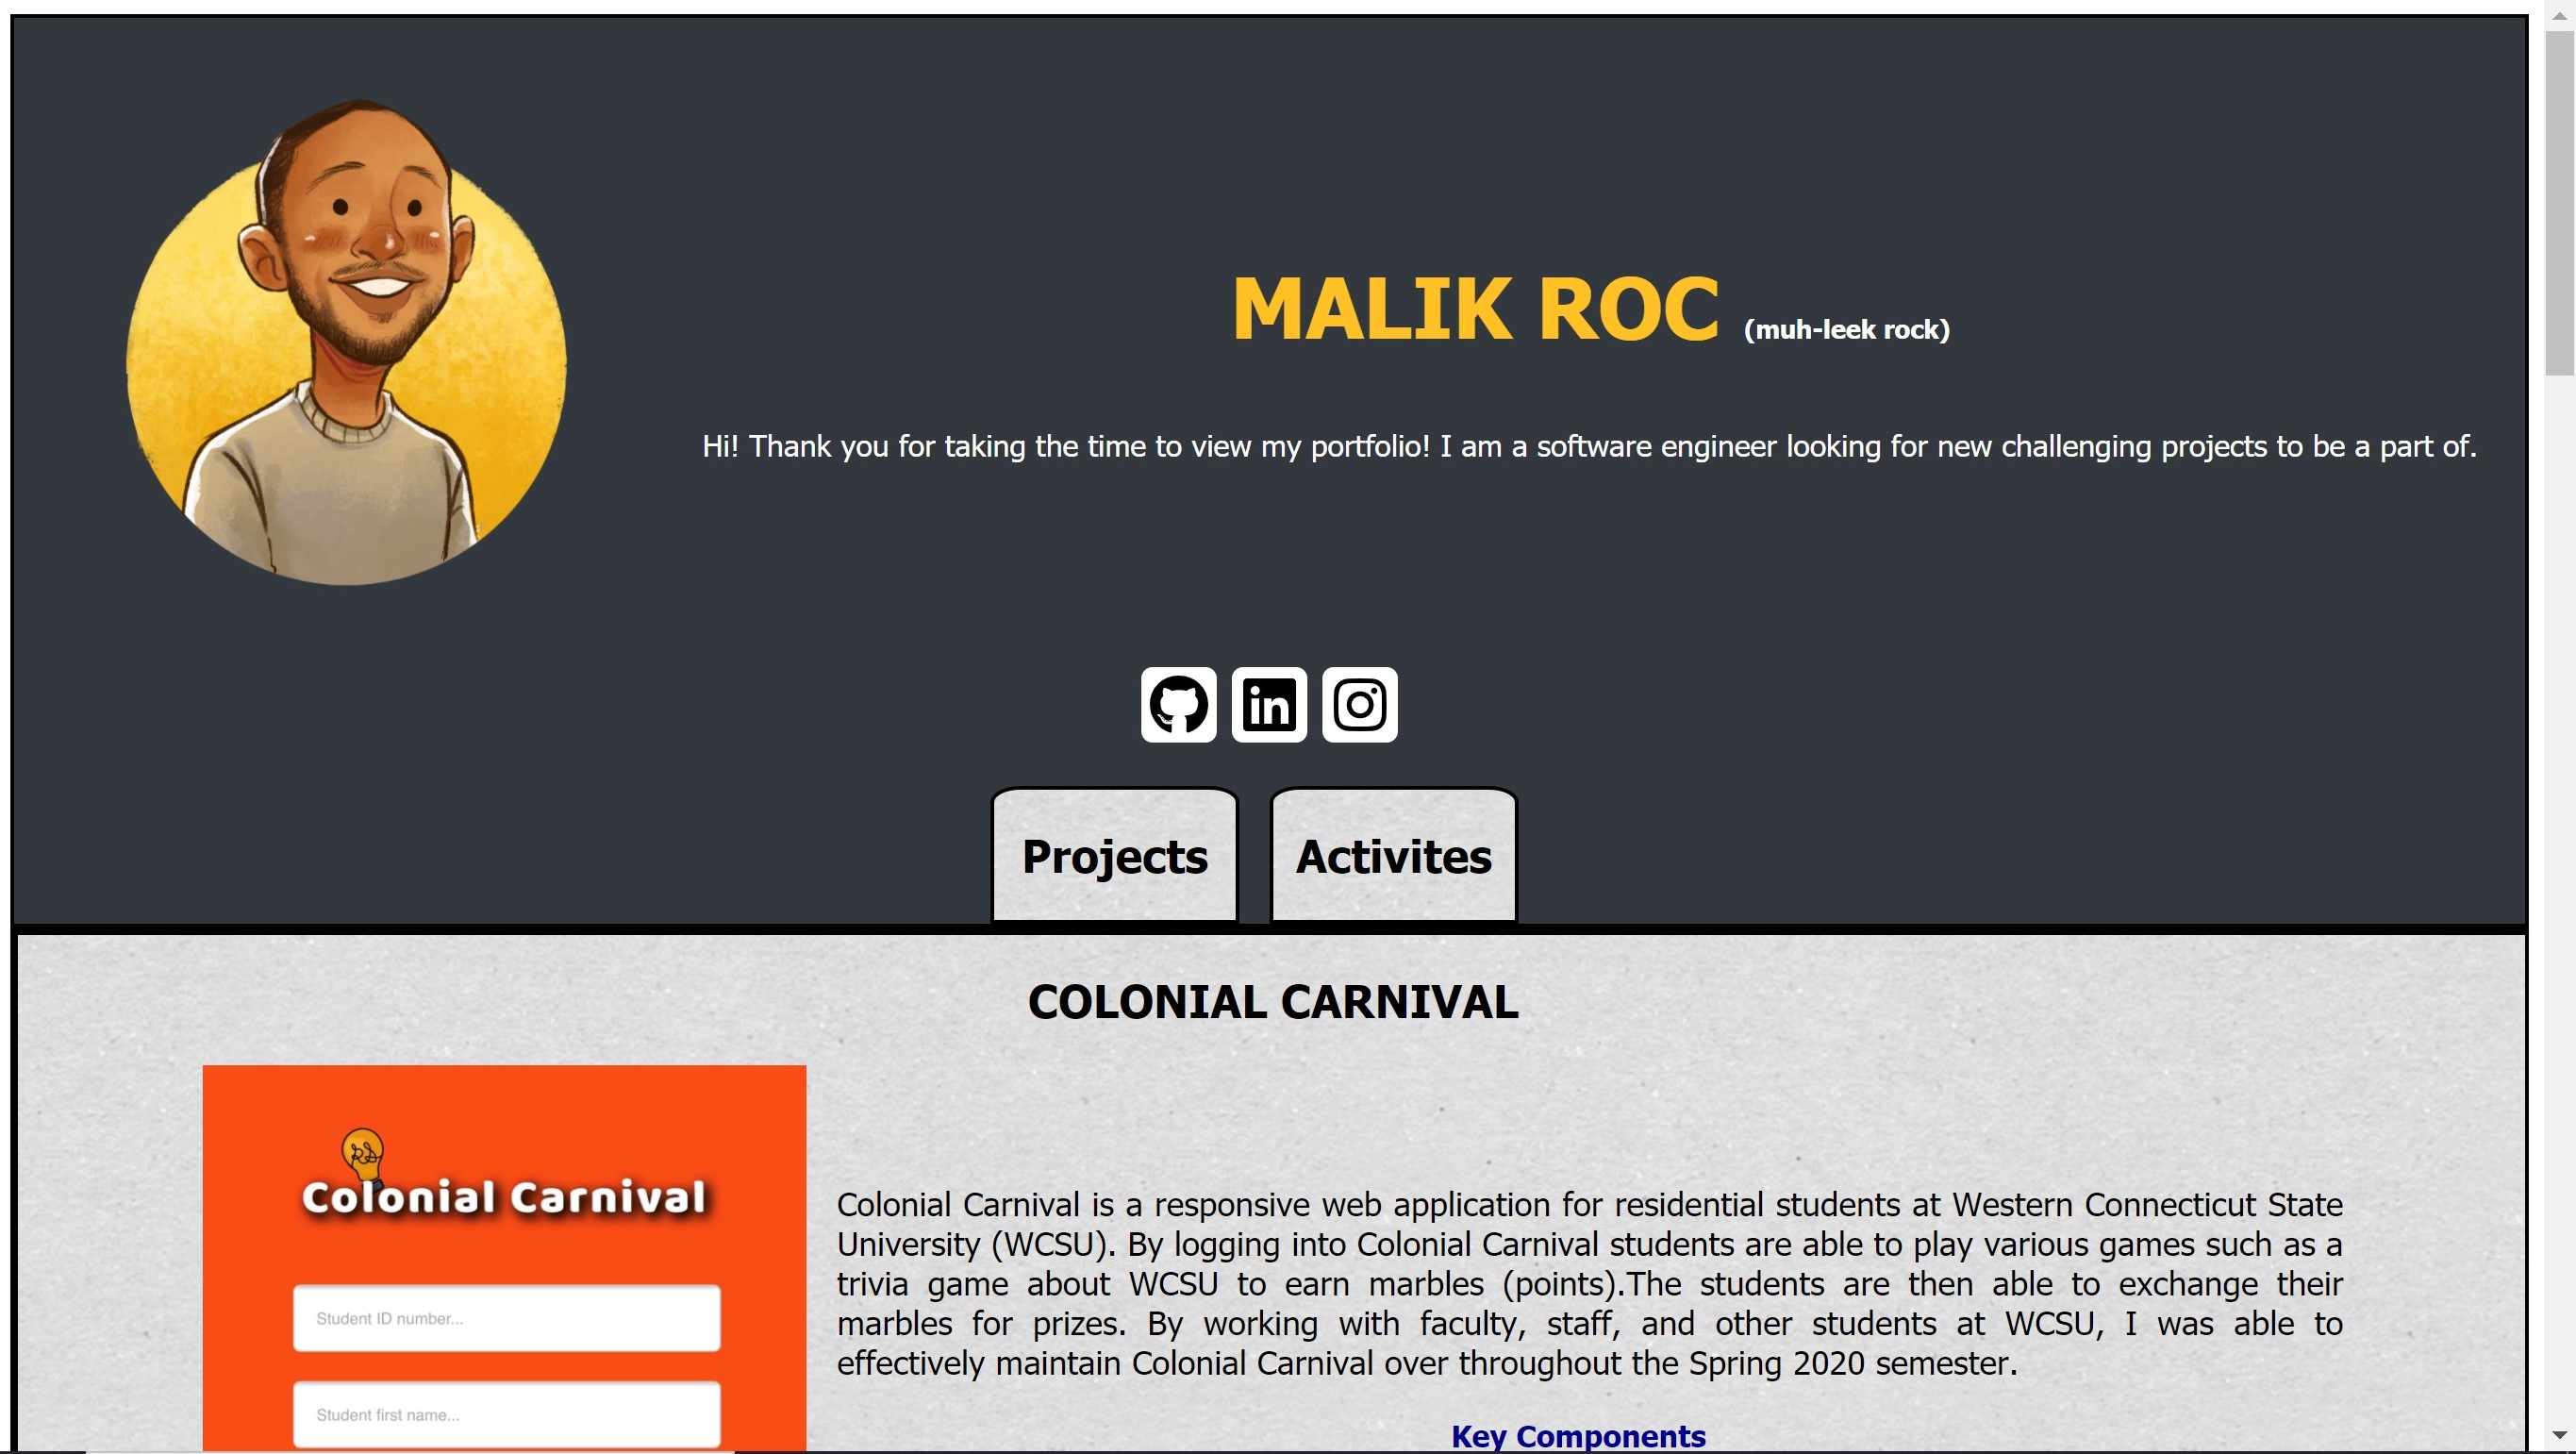 MALIK ROC (muh-leek rock)
Hi! Thank you for taking the time to view my portfolio! I am a software engineer looking for new challenging projects to be a part of.
in
Projects
Activites
COLONIAL CARNIVAL
Colonial Carnival
Student ID number...
Student first name...
Colonial Carnival is a responsive web application for residential students at Western Connecticut State
University (WCSU). By logging into Colonial Carnival students are able to play various games such as a
trivia game about WCSU to earn marbles (points).The students are then able to exchange their
marbles for prizes. By working with faculty, staff, and other students at WCSU, I was able to
effectively maintain Colonial Carnival over throughout the Spring 2020 semester.
Key Components